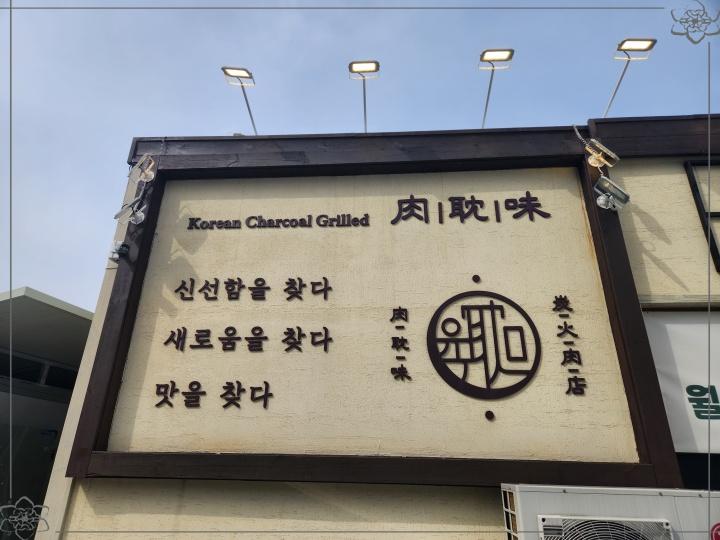 Korean Charcoal Grilled 肉|耽|味
신선함을 찾다
새로움을 찾다
맛을 찾다
肉-耽-味
炭-火-肉-店
월